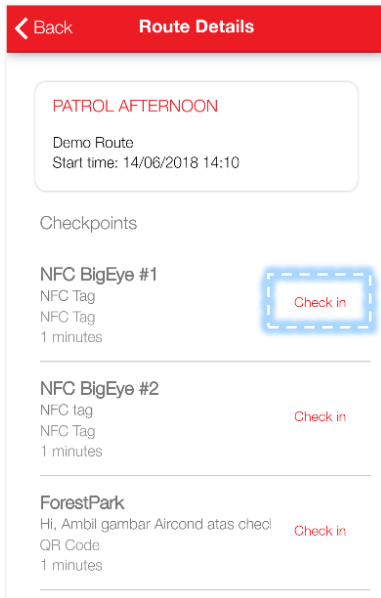 Back
Route Details
PATROL AFTERNOON
Demo Route
Start time: 14/06/2018 14:10
Checkpoints
NFC BigEye #1
NFC Tag
NFC Tag
1 minutes
Check in
NFC BigEye #2
NFC tag
NFC Tag
1 minutes
Check in
ForestPark
Hi, Ambil gambar Aircond atas checl
QR Code
1 minutes
Check in